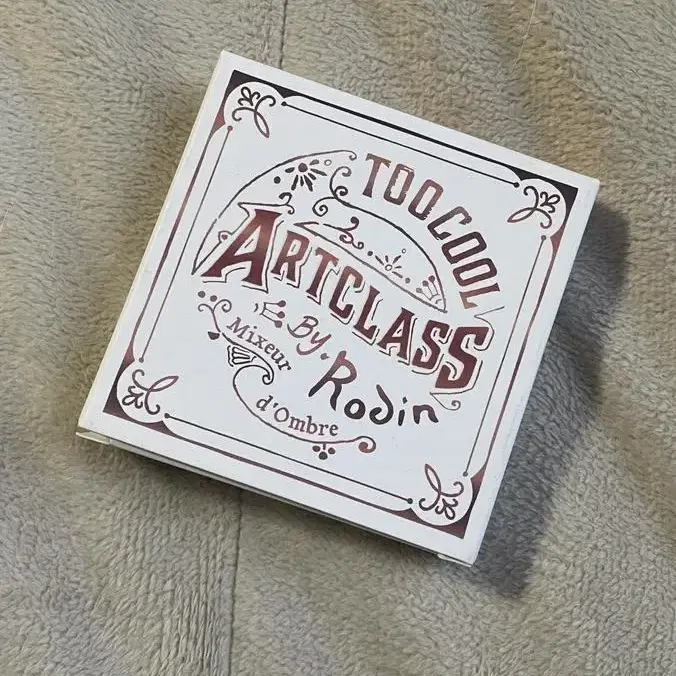 TOO COOL
ARTCLASS
By. Rodin
Mixeur
d'Ombre